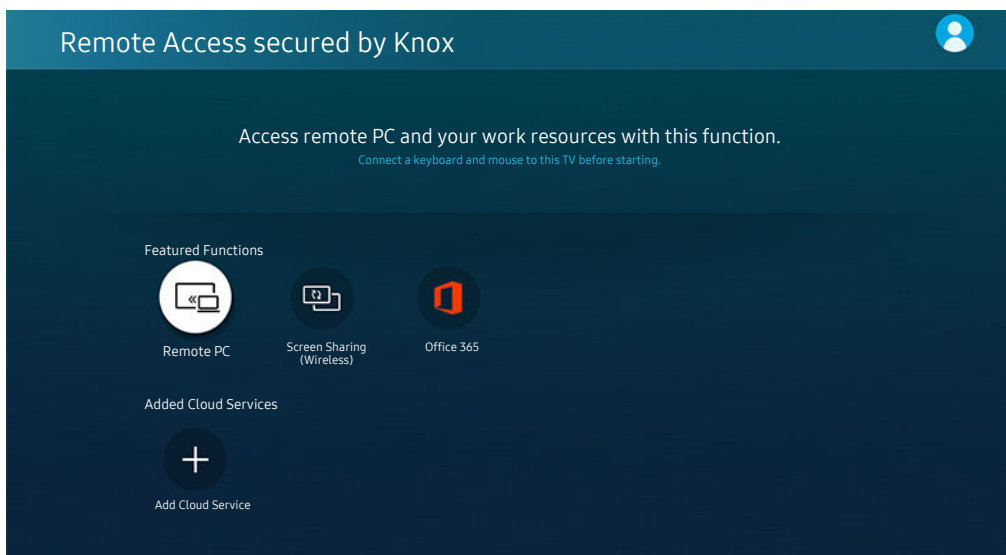 Remote Access secured by Knox
Access remote PC and your work resources with this function.
Connect a keyboard and mouse to this TV before starting.
Featured Functions
Remote PC
Screen Sharing
(Wireless)
Office 365
Added Cloud Services
Add Cloud Service